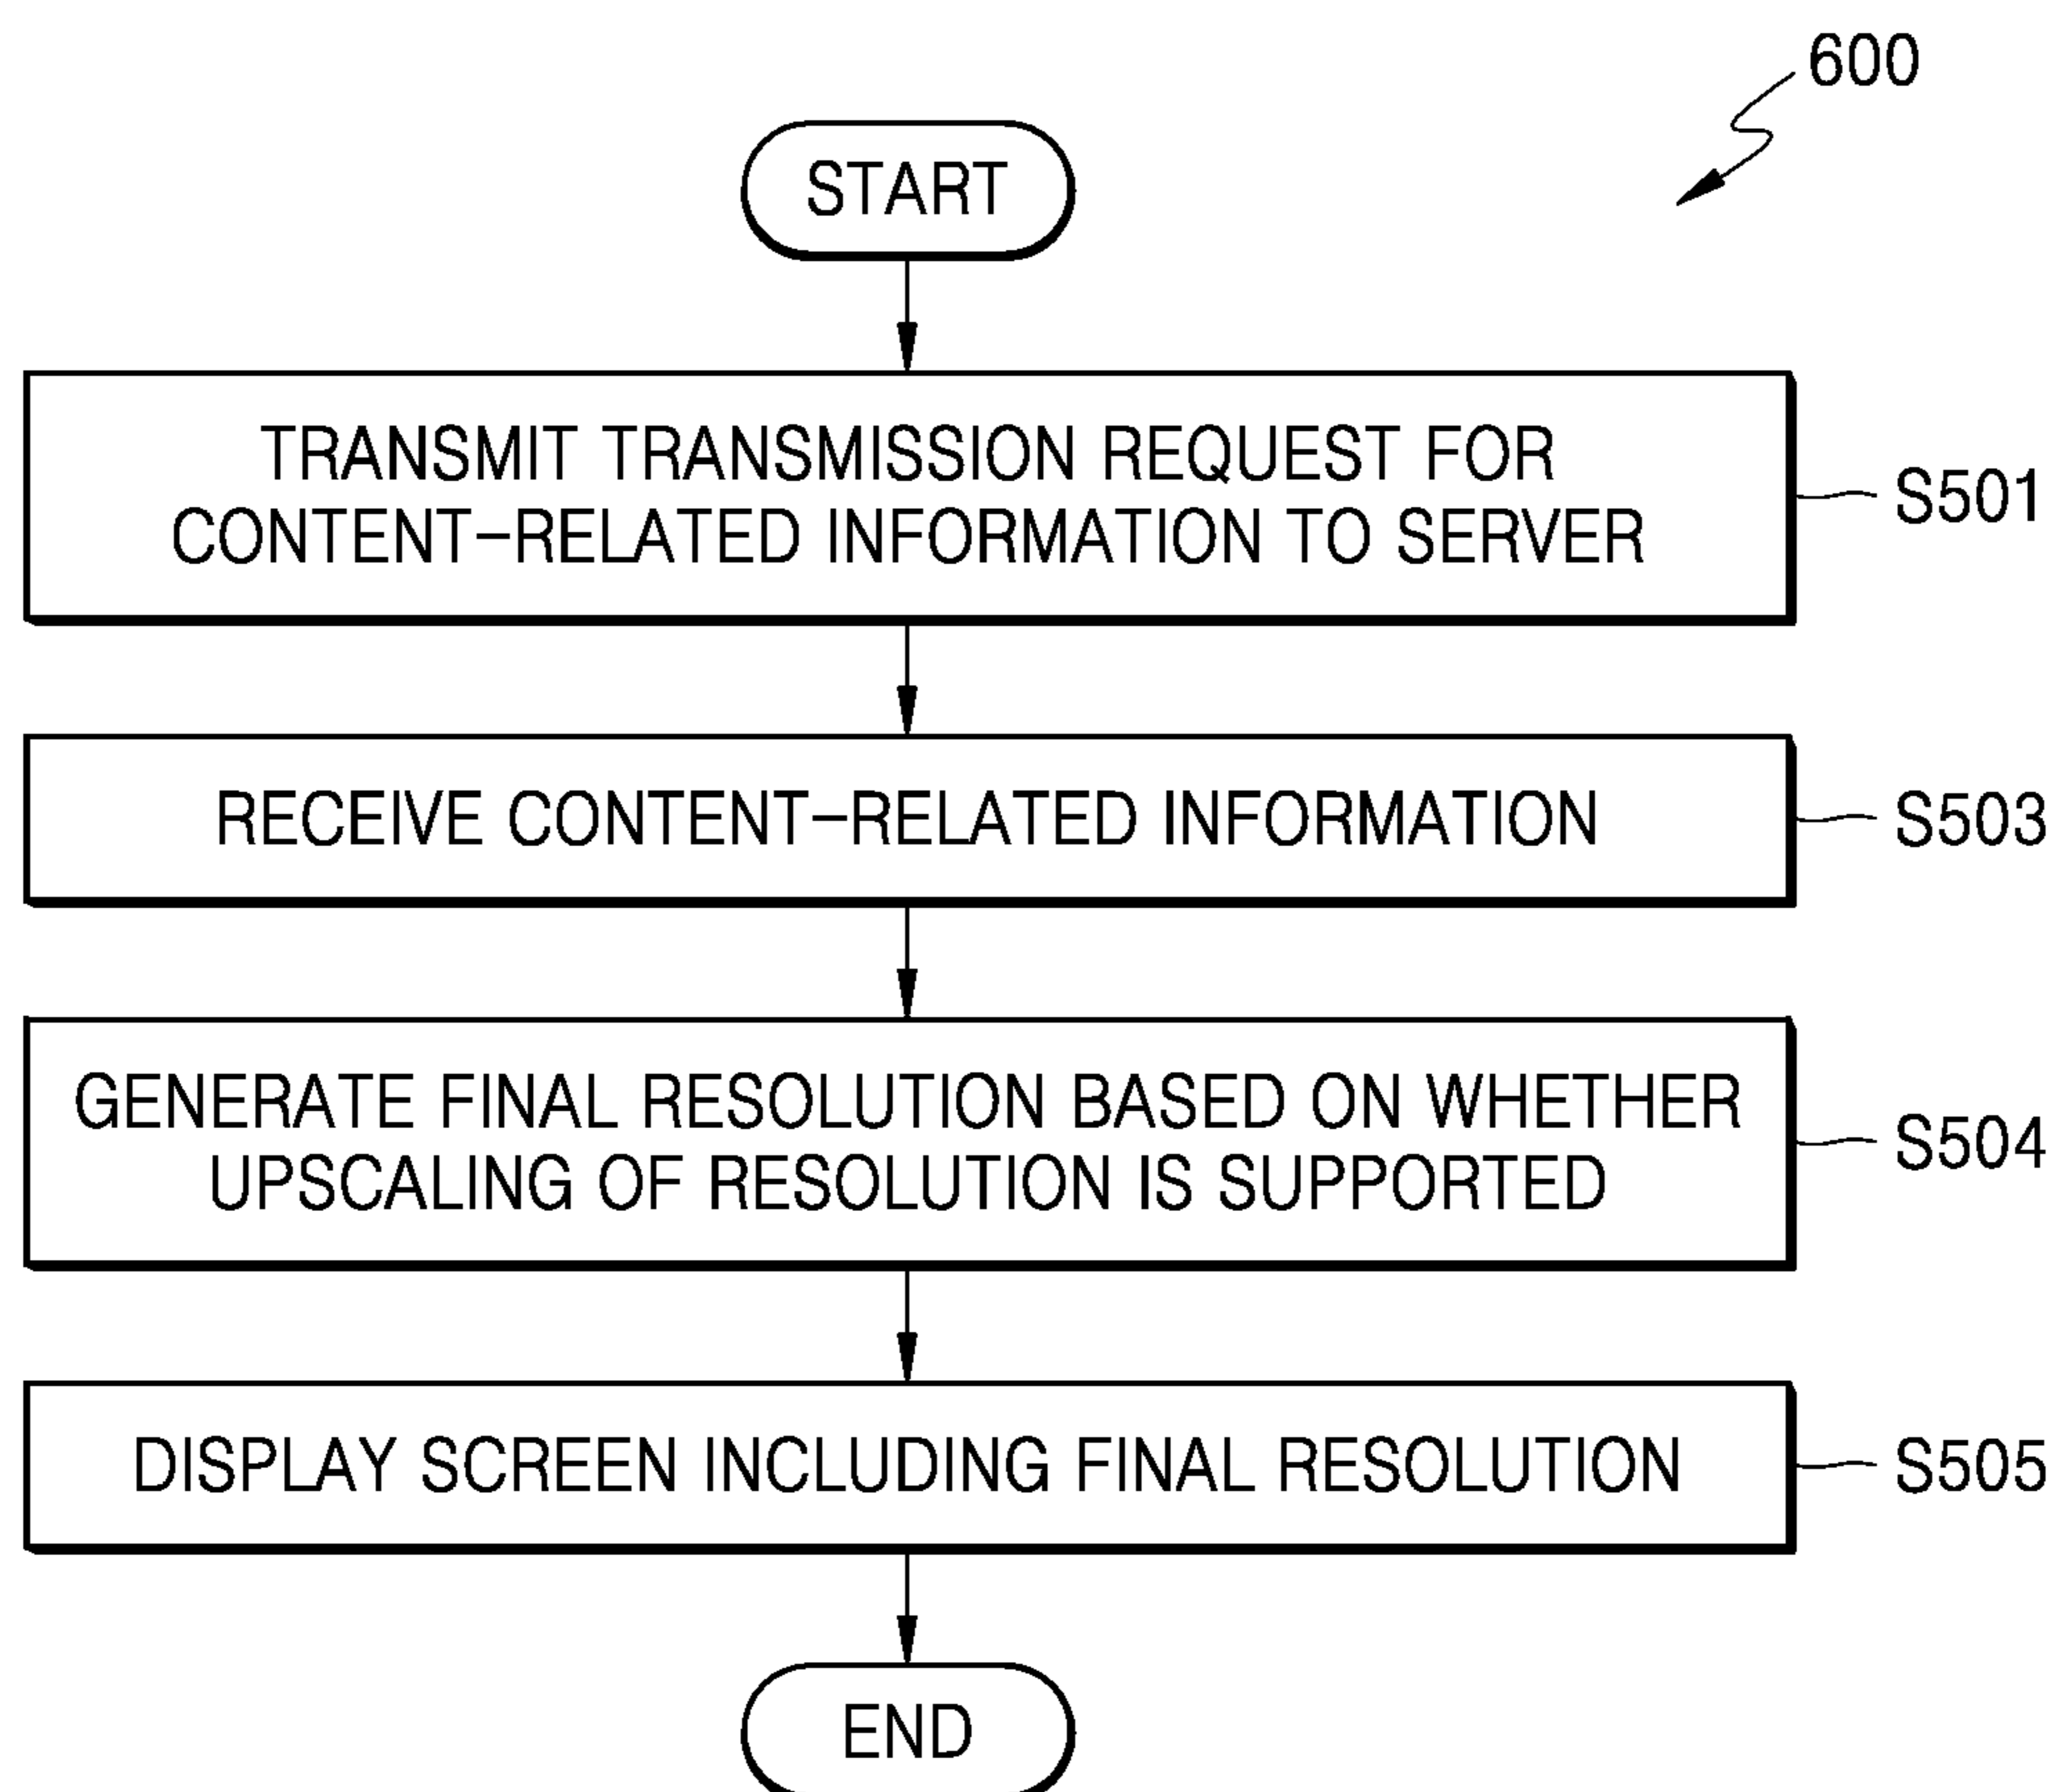 600
START
TRANSMIT TRANSMISSION REQUEST FOR
CONTENT-RELATED INFORMATION TO SERVER
S501
RECEIVE CONTENT-RELATED INFORMATION
S503
GENERATE FINAL RESOLUTION BASED ON WHETHER
UPSCALING OF RESOLUTION IS SUPPORTED
S504
DISPLAY SCREEN INCLUDING FINAL RESOLUTION
S505
END